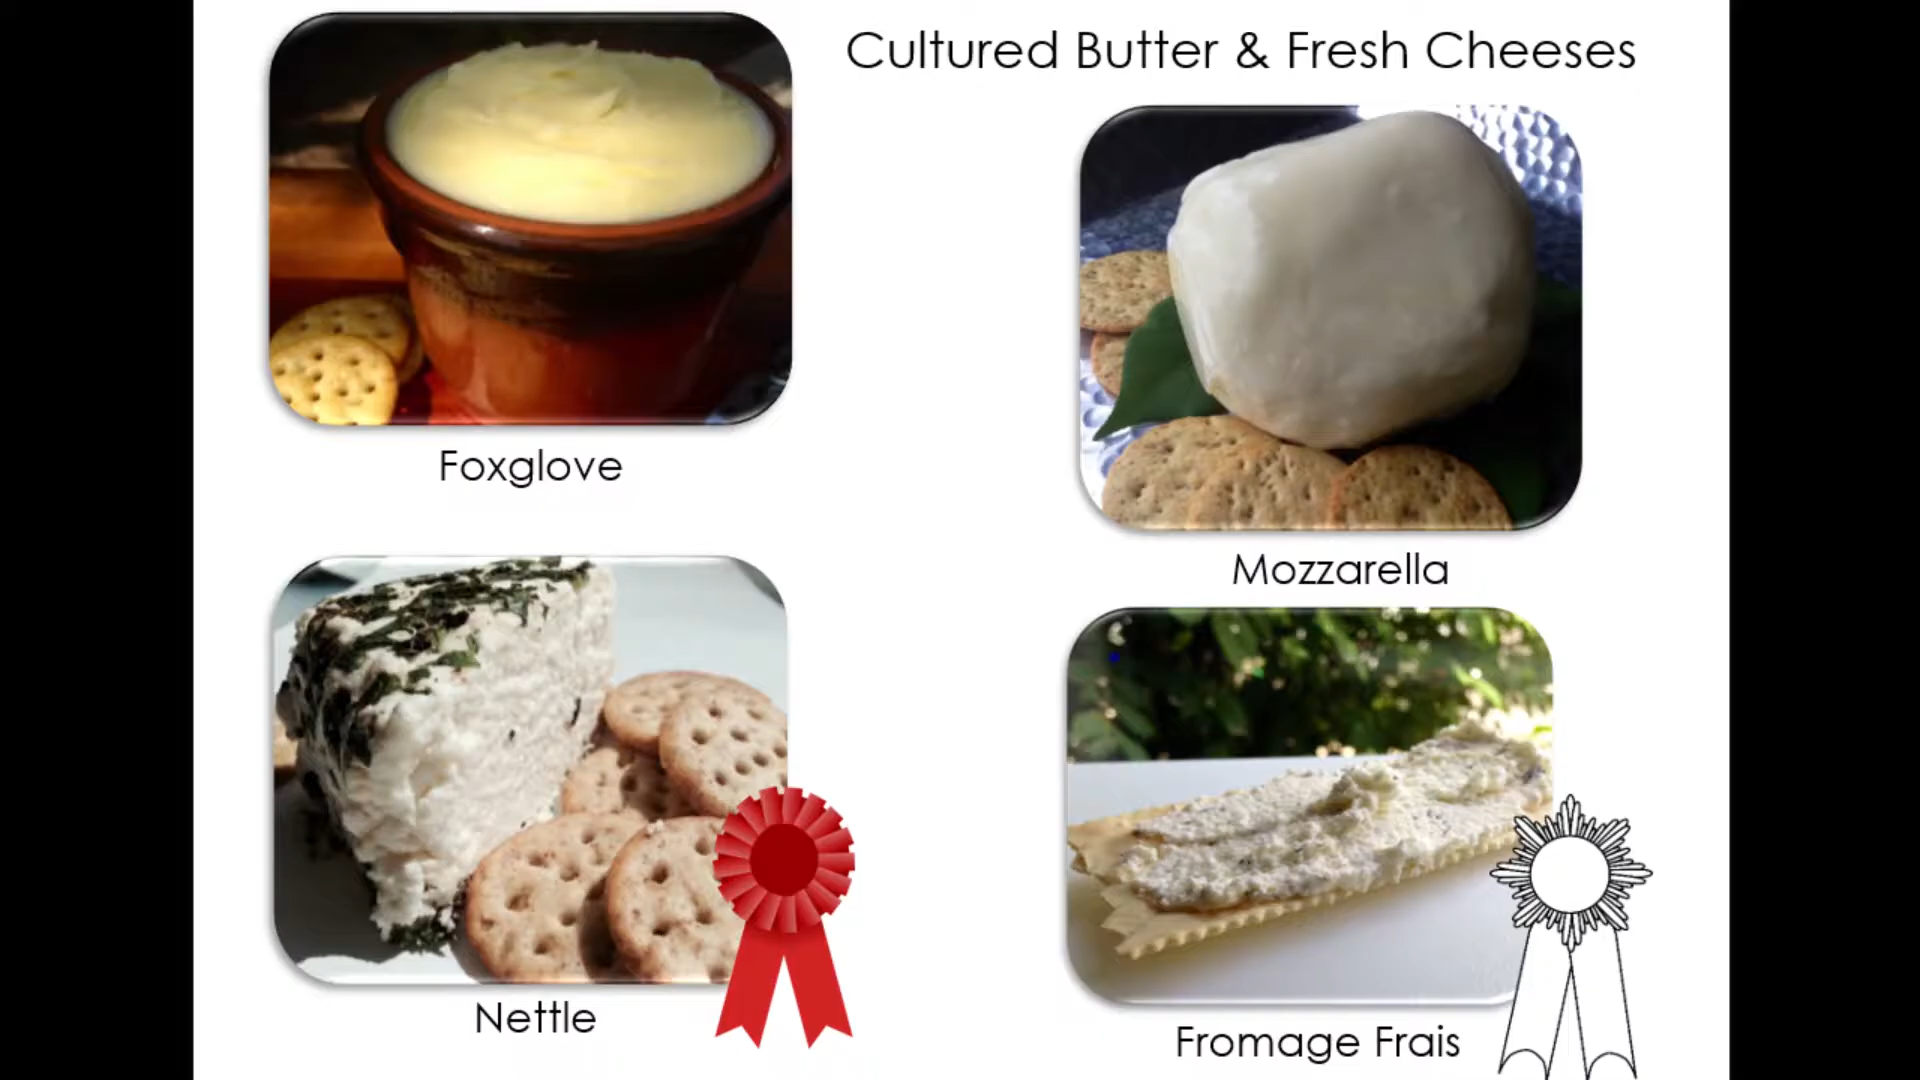 Cultured Butter & Fresh Cheeses
Foxglove
Mozzarella
Nettle
Fromage Frais